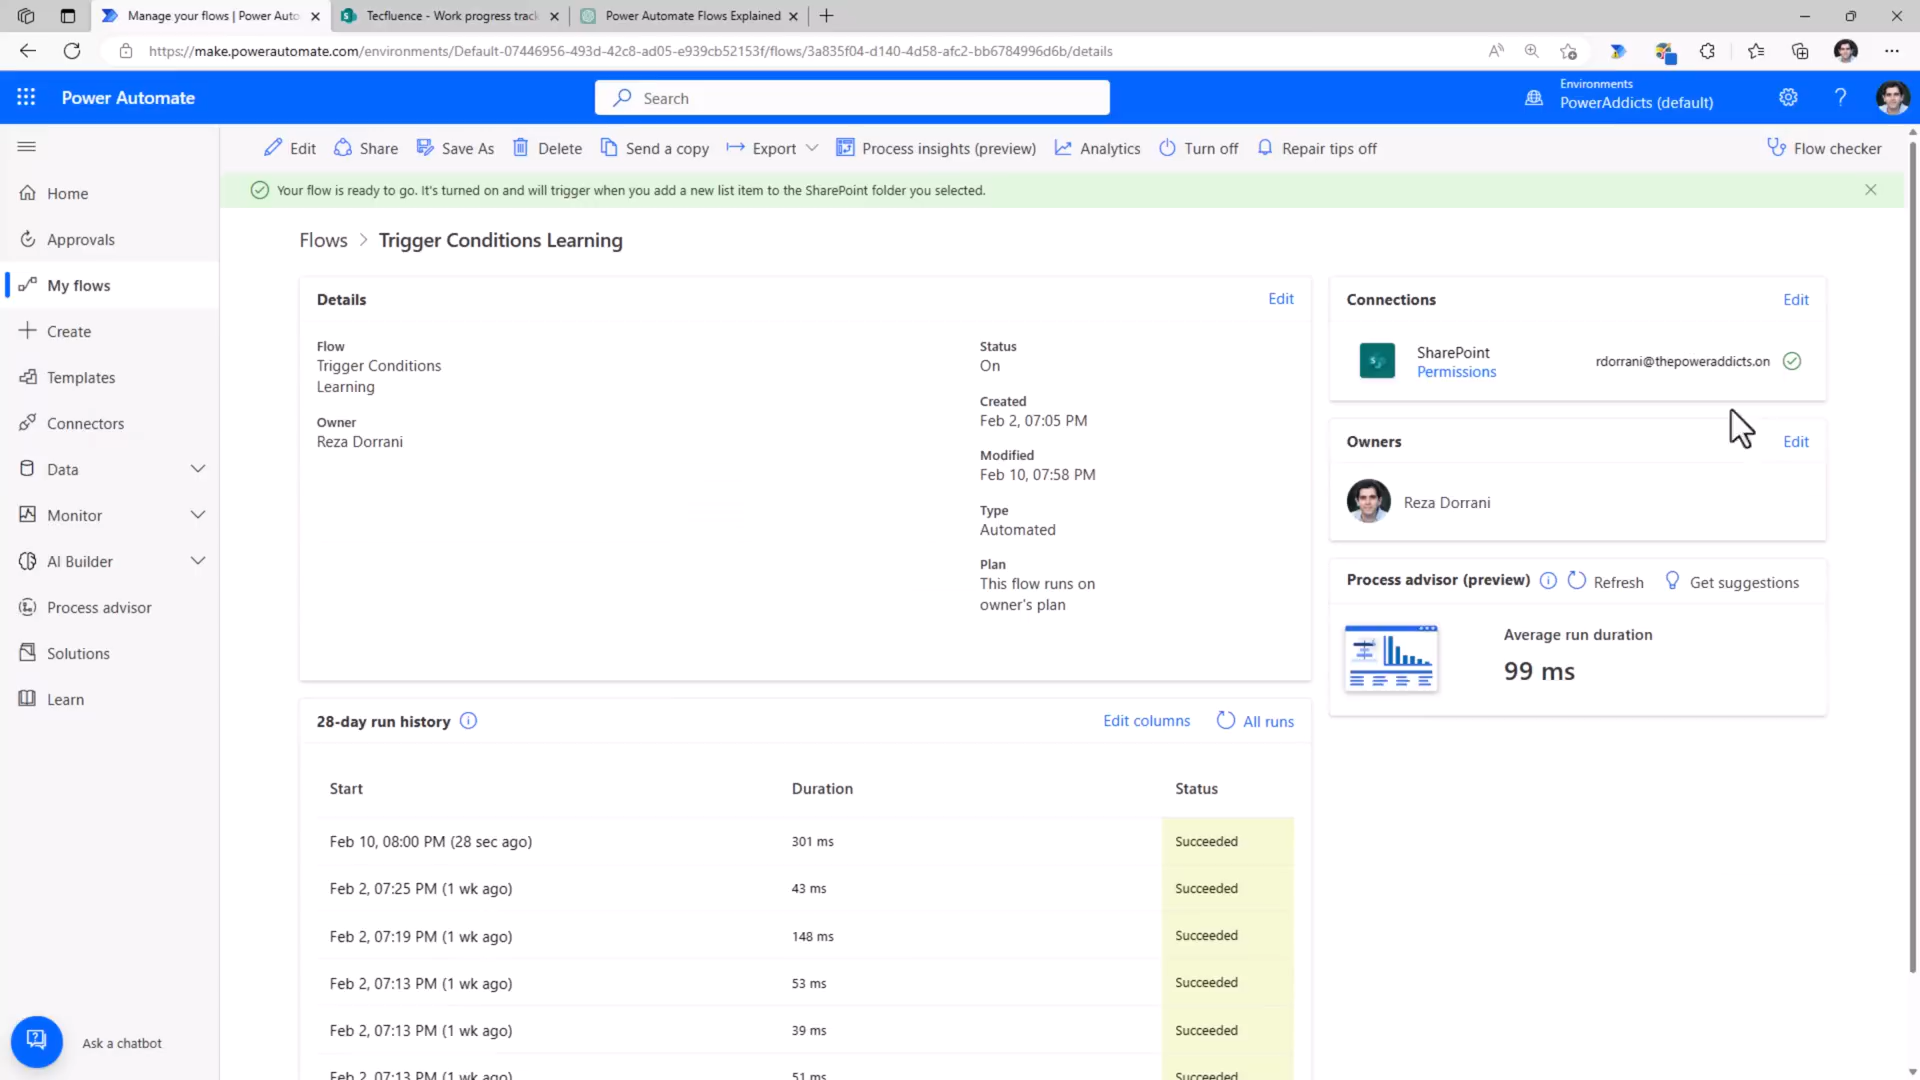 Manage your flows | Power Auto
Tecfluence - Work progress track
Power Automate Flows Explained
https://make.powerautomate.com/environments/Default-07446956-493d-42c8-ad05-e939cb52153f/flows/3a835f04-d140-4d58-afc2-bb6784996d6b/details
Power Automate
Search
Environments
PowerAddicts (default)
Edit
Share
Save As
Delete
Send a copy
Export
Process insights (preview)
Analytics
Turn off
Repair tips off
Flow checker
Your flow is ready to go. It's turned on and will trigger when you add a new list item to the SharePoint folder you selected.
Home
Approvals
My flows
Create
Templates
Connectors
Data
Monitor
AI Builder
Process advisor
Solutions
Learn
Ask a chatbot
Flows > Trigger Conditions Learning
Details
Edit
Flow
Trigger Conditions
Learning
Owner
Reza Dorrani
Status
On
Created
Feb 2, 07:05 PM
Modified
Feb 10, 07:58 PM
Type
Automated
Plan
This flow runs on
owner's plan
Connections
Edit
SharePoint
Permissions
rdorrani@thepoweraddicts.on
Owners
Edit
Reza Dorrani
Process advisor (preview)
Refresh
Get suggestions
Average run duration
99 ms
28-day run history
Edit columns
All runs
Start Duration Status
Feb 10, 08:00 PM (28 sec ago) 301 ms Succeeded
Feb 2, 07:25 PM (1 wk ago) 43 ms Succeeded
Feb 2, 07:19 PM (1 wk ago) 148 ms Succeeded
Feb 2, 07:13 PM (1 wk ago) 53 ms Succeeded
Feb 2, 07:13 PM (1 wk ago) 39 ms Succeeded
Feb 2, 07:13 PM (1 wk ago) 51 ms Succeeded